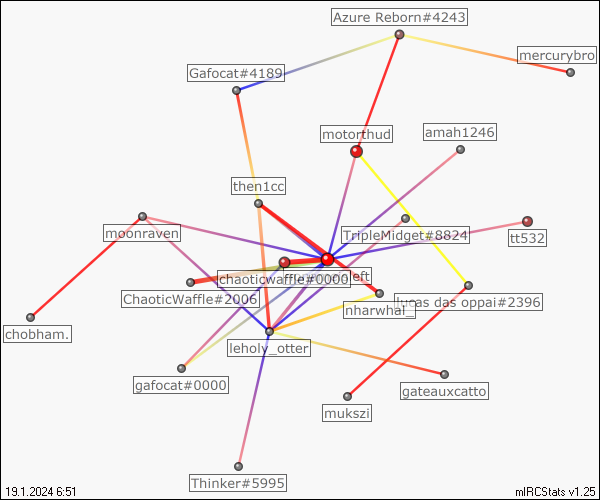 Azure Reborn#4243
mercurybro
Gafocat#4189
motorthud
amah1246
then1cc
moonraven
TripleMidget#8824
tt532
chaoticwaffle#0000
left
ChaoticWaffle#2006
nharwhal_
lucas das oppai#2396
chobham.
leholy_otter
gafocat#0000
gateauxcatto
mukszi
Thinker#5995
19.1.2024 6:51
mIRCStats v1.25